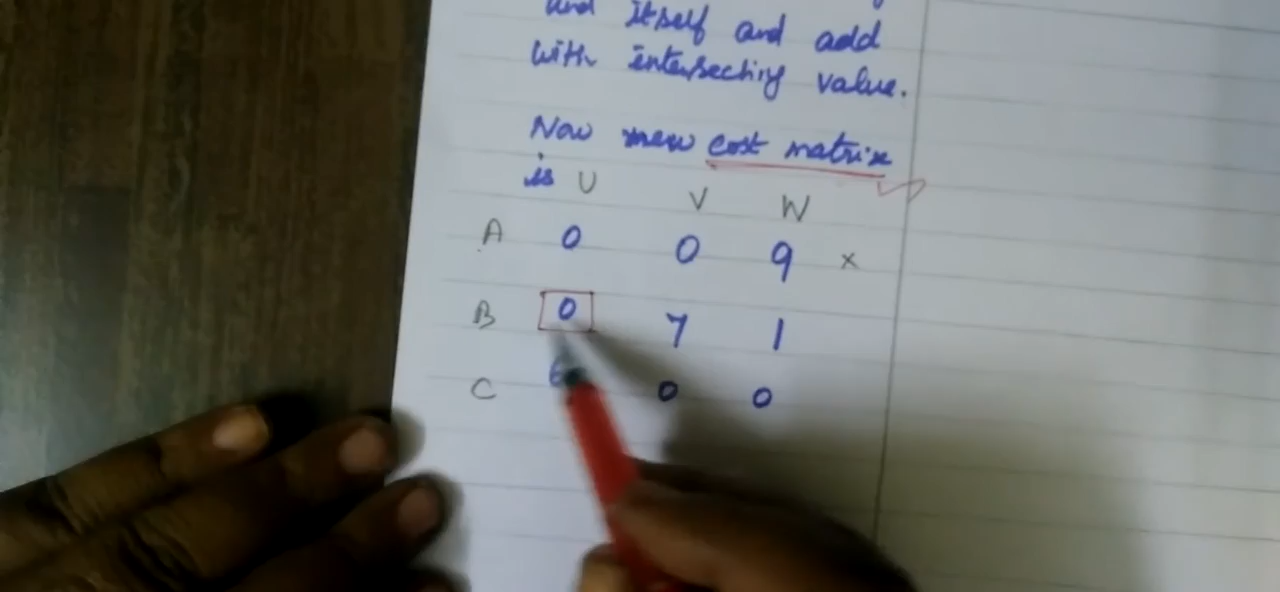 and itself and add
with intersecting value.
Now new cost matrix
is U V W
A 0 0 9 x
B 0 7 1
C 0 0